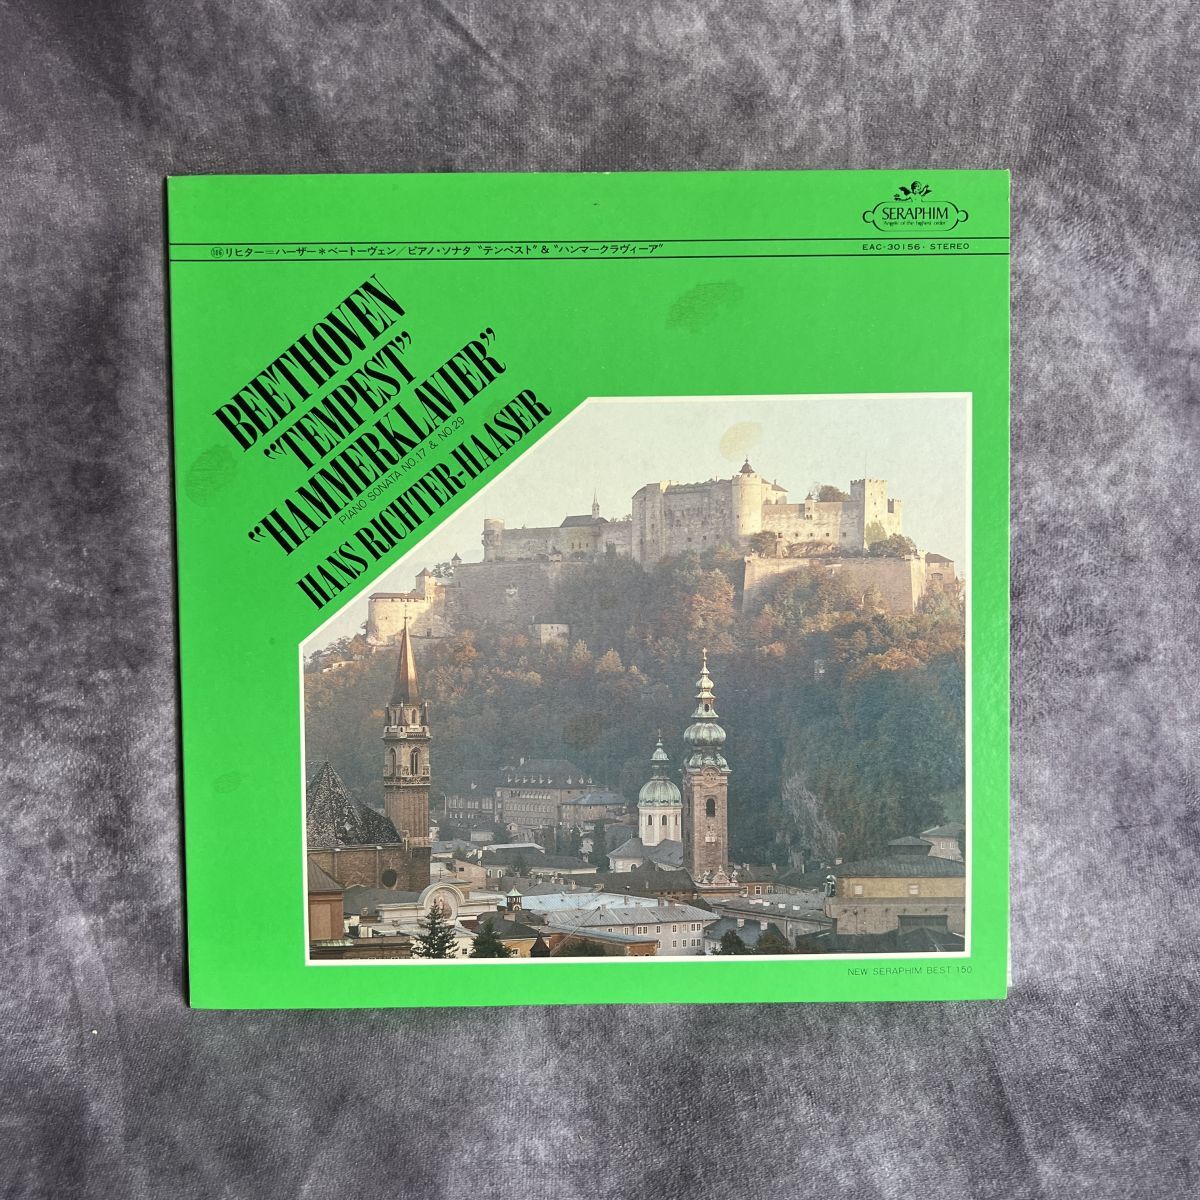 SERAPHIM
"Angels of the highest order"
106 リヒター=ハーザー*ベートーヴェン/ピアノ・ソナタ “テンペスト” & “ハンマークラヴィーア”
EAC-30156・STEREO
BEETHOVEN
“TEMPEST”
“HAMMERKLAVIER”
PIANO SONATA NO.17 & NO.29
HANS RICHTER-HAASER
NEW SERAPHIM BEST 150